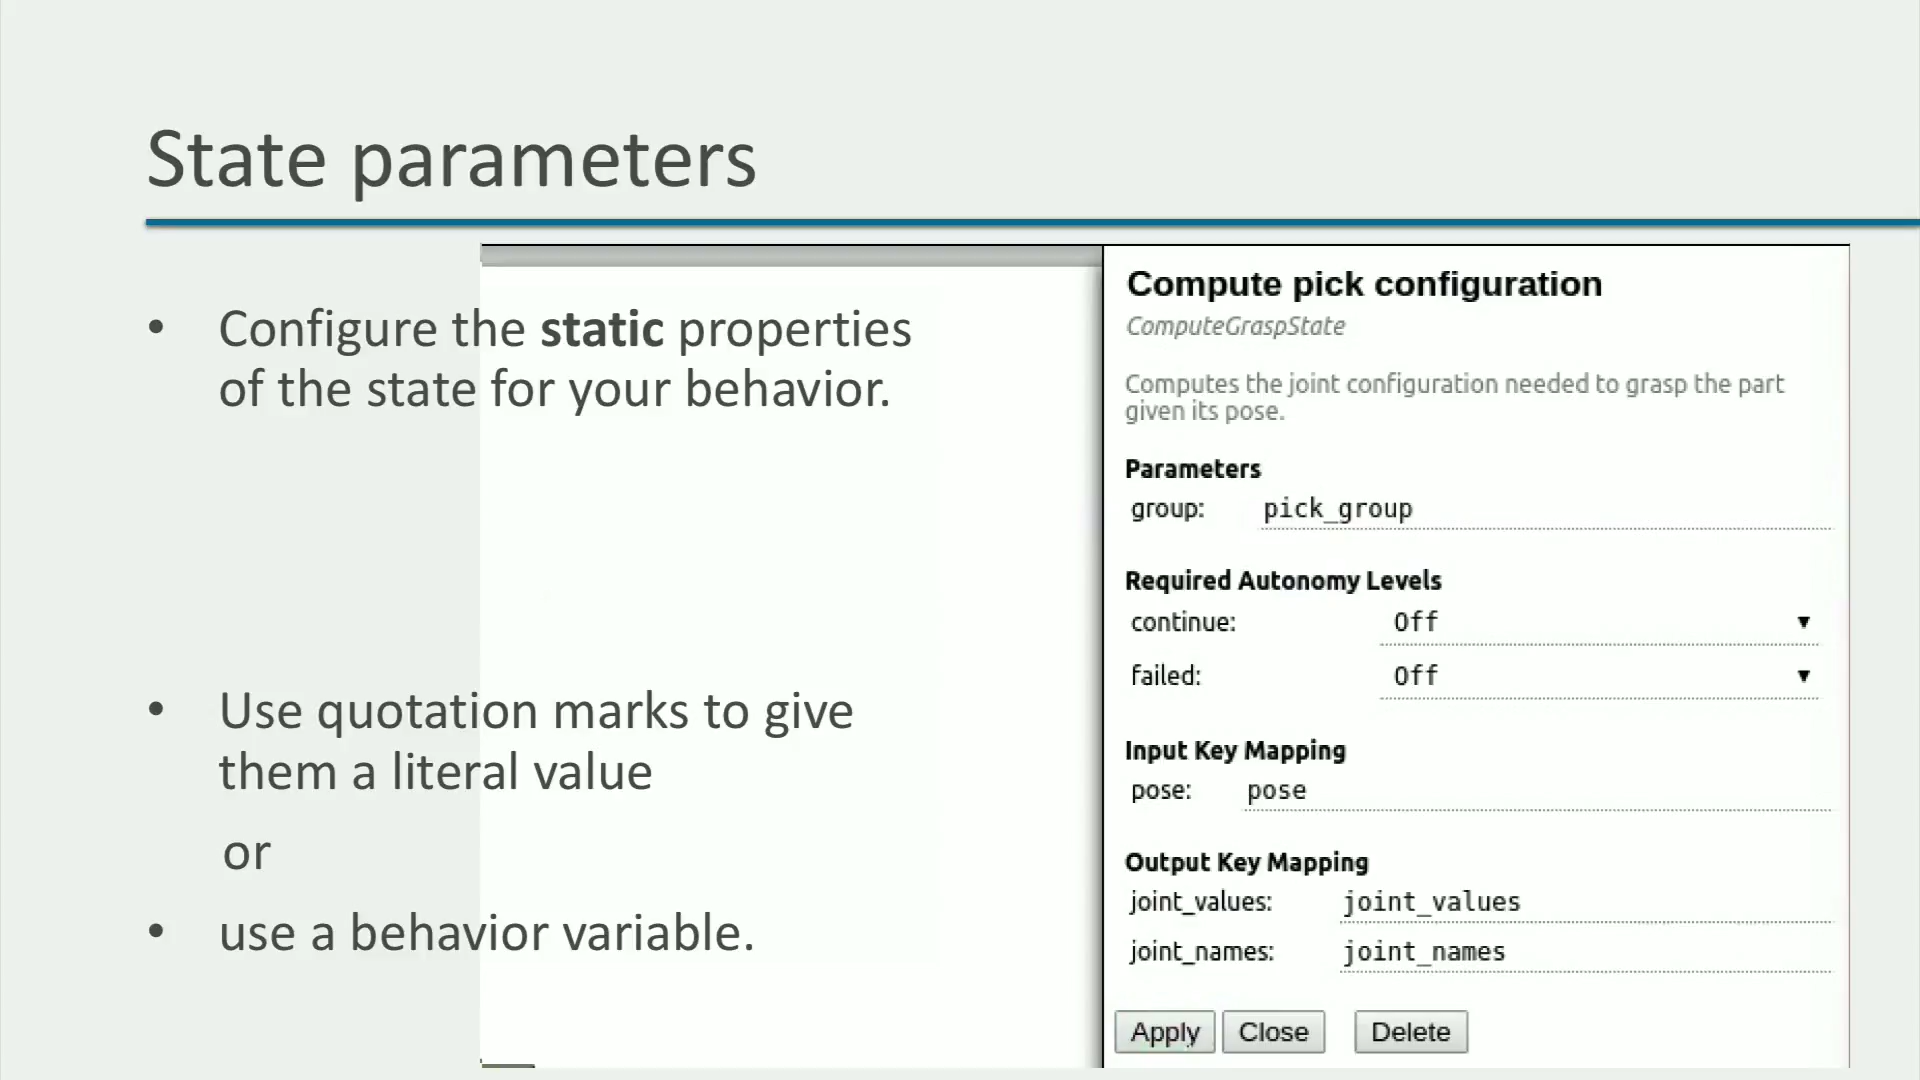 State parameters
• Configure the static properties
of the state for your behavior.
• Use quotation marks to give
them a literal value
or
• use a behavior variable.
Compute pick configuration
ComputeGraspState
Computes the joint configuration needed to grasp the part
given its pose.
Parameters
group: pick_group
Required Autonomy Levels
continue: Off ▼
failed: Off ▼
Input Key Mapping
pose: pose
Output Key Mapping
joint_values: joint_values
joint_names: joint_names
Apply Close Delete